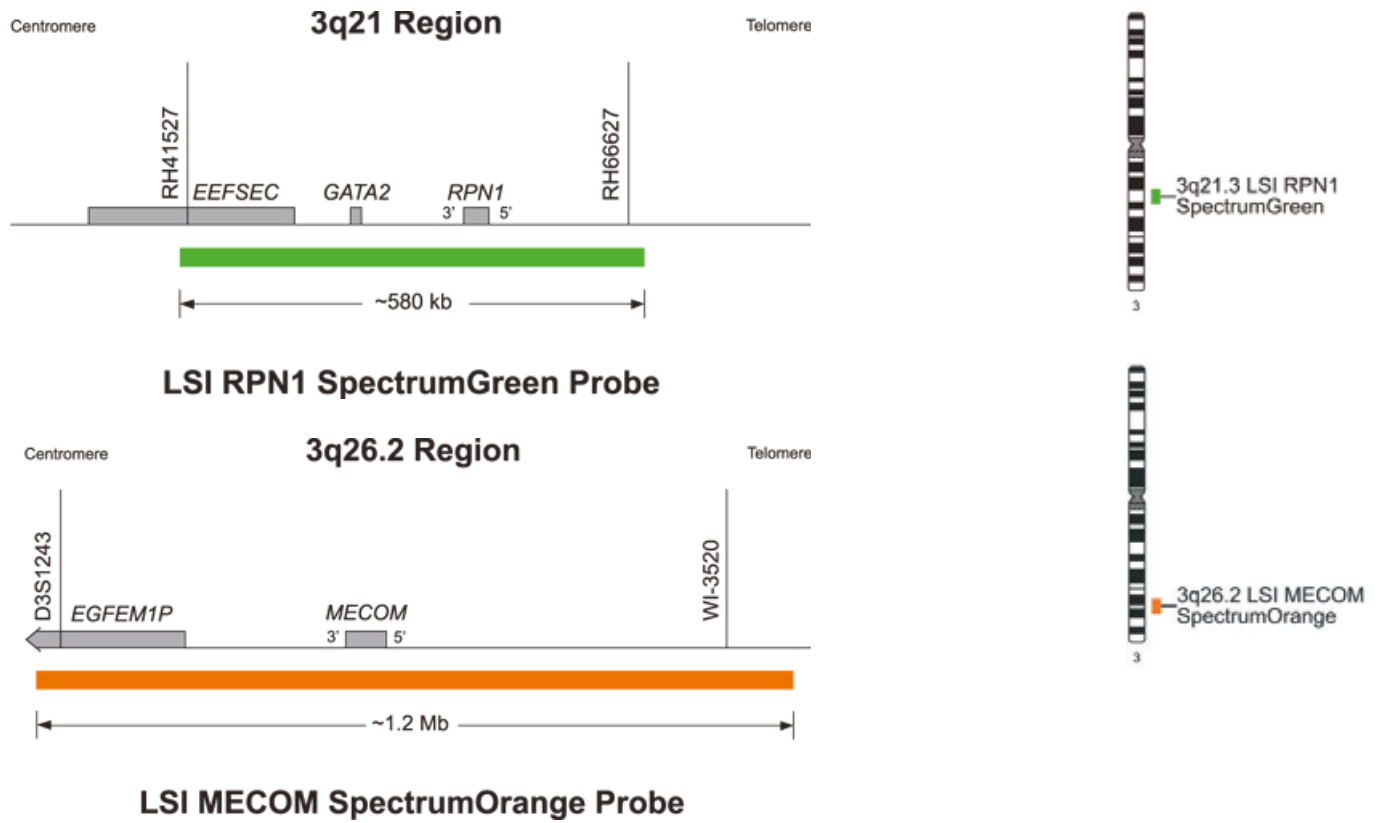 3q21 Region
Centromere
Telomere
RH41527
RH66627
EEFSEC
GATA2
RPN1
3’
5’
~580 kb
LSI RPN1 SpectrumGreen Probe
3q21.3 LSI RPN1
SpectrumGreen
3
3q26.2 Region
Centromere
Telomere
D3S1243
WI-3520
EGFEM1P
MECOM
3’
5’
~1.2 Mb
LSI MECOM SpectrumOrange Probe
3q26.2 LSI MECOM
SpectrumOrange
3